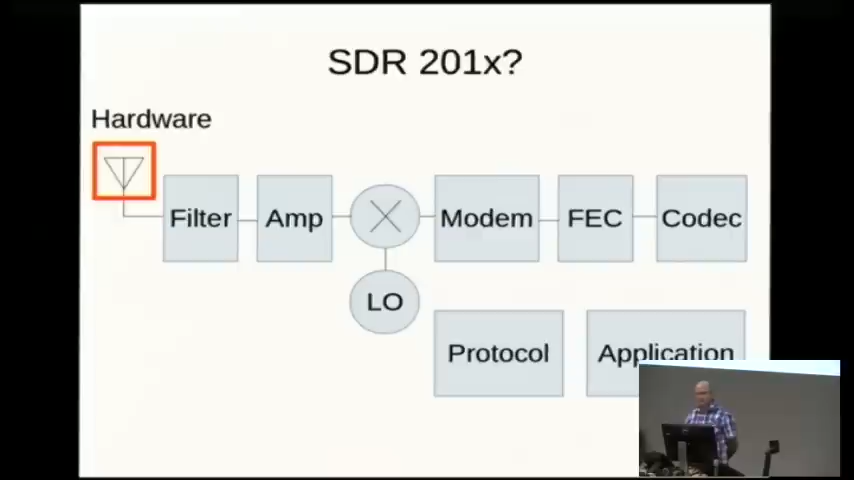 SDR 201x?
Hardware
Filter
Amp
Modem
FEC
Codec
LO
Protocol
Application